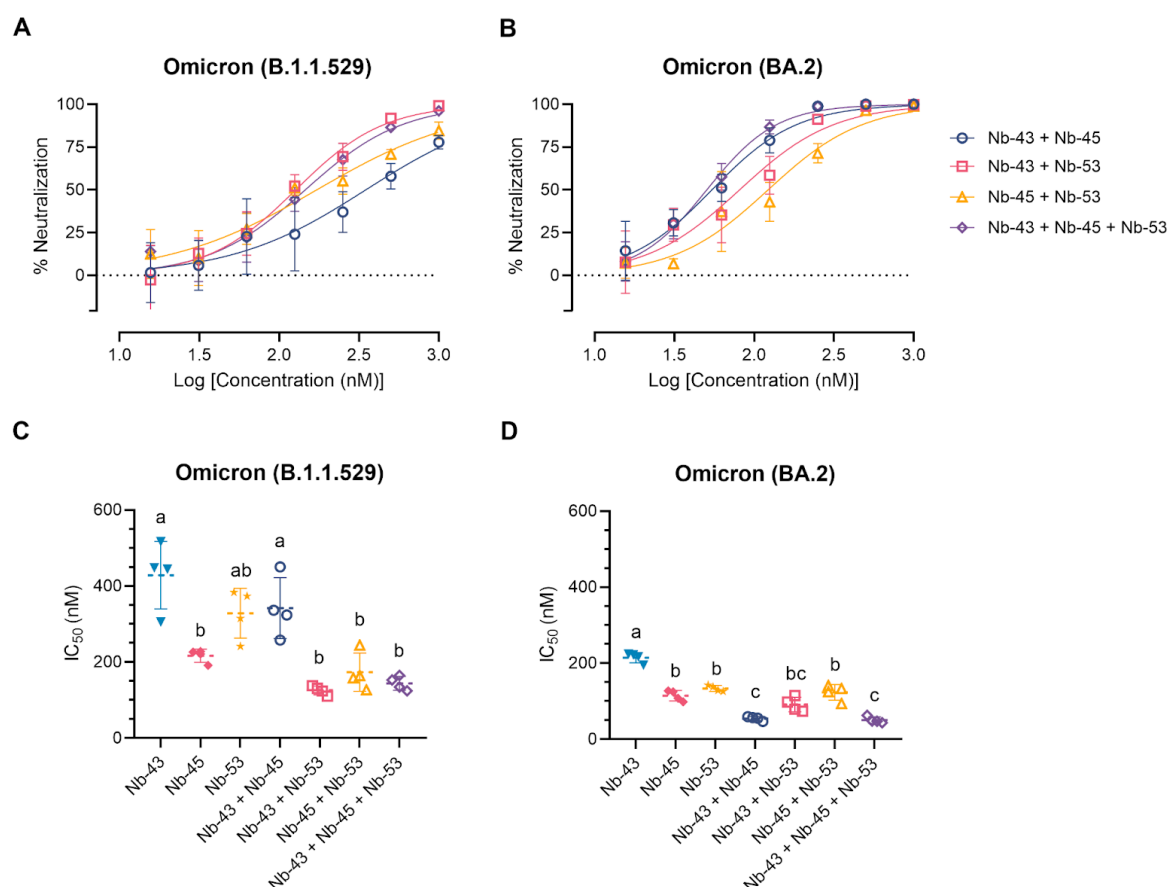 A
B
Omicron (B.1.1.529)
Omicron (BA.2)
% Neutralization
100
75
50
25
0
1.0
1.5
2.0
2.5
3.0
Log [Concentration (nM)]
% Neutralization
100
75
50
25
0
1.0
1.5
2.0
2.5
3.0
Log [Concentration (nM)]
Nb-43 + Nb-45
Nb-43 + Nb-53
Nb-45 + Nb-53
Nb-43 + Nb-45 + Nb-53
C
D
Omicron (B.1.1.529)
Omicron (BA.2)
IC50 (nM)
600
400
200
0
a
b
ab
a
b
b
b
Nb-43
Nb-45
Nb-53
Nb-43 + Nb-45
Nb-43 + Nb-53
Nb-45 + Nb-53
Nb-43 + Nb-45 + Nb-53
IC50 (nM)
600
400
200
0
a
b
b
c
bc
b
c
Nb-43
Nb-45
Nb-53
Nb-43 + Nb-45
Nb-43 + Nb-53
Nb-45 + Nb-53
Nb-43 + Nb-45 + Nb-53